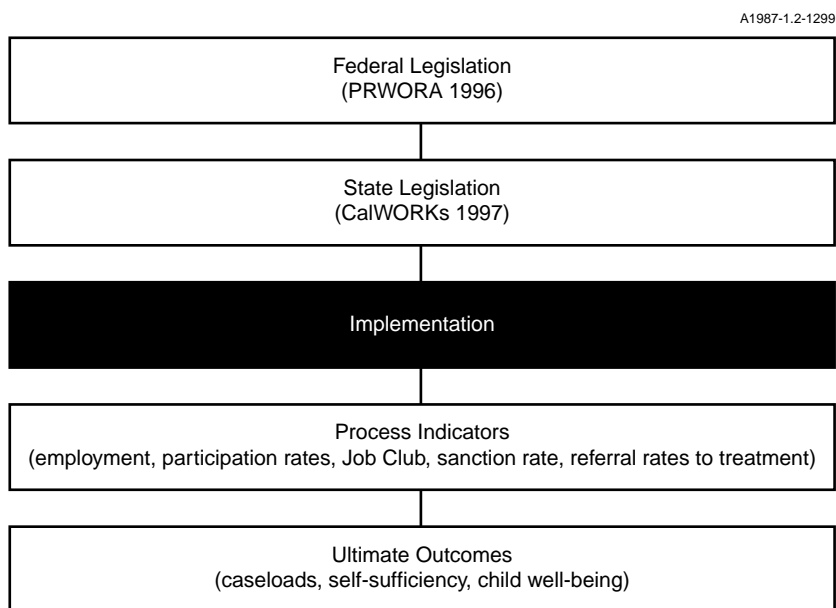 A1987-1.2-1299
Federal Legislation
(PRWORA 1996)
State Legislation
(CalWORKs 1997)
Implementation
Process Indicators
(employment, participation rates, Job Club, sanction rate, referral rates to treatment)
Ultimate Outcomes
(caseloads, self-sufficiency, child well-being)